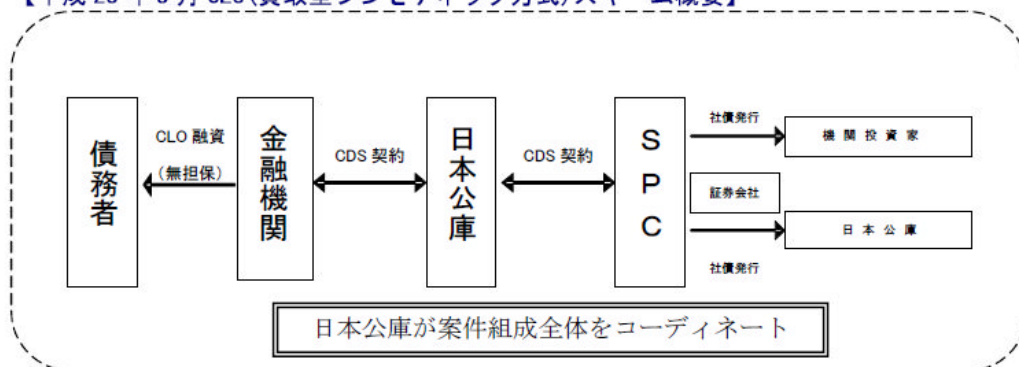 債務者
CLO 融資
(無担保)
金融機関
CDS 契約
日本公庫
CDS 契約
SPC
社債発行
証券会社
社債発行
機関投資家
日本公庫
日本公庫が案件組成全体をコーディネート